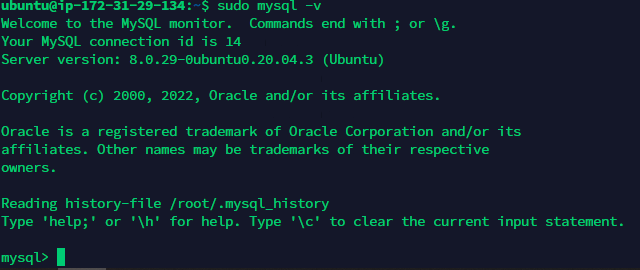 ubuntu@ip-172-31-29-134:~$ sudo mysql -v
Welcome to the MySQL monitor.  Commands end with ; or \g.
Your MySQL connection id is 14
Server version: 8.0.29-0ubuntu0.20.04.3 (Ubuntu)
Copyright (c) 2000, 2022, Oracle and/or its affiliates.
Oracle is a registered trademark of Oracle Corporation and/or its
affiliates. Other names may be trademarks of their respective
owners.
Reading history-file /root/.mysql_history
Type 'help;' or '\h' for help. Type '\c' to clear the current input statement.
mysql>